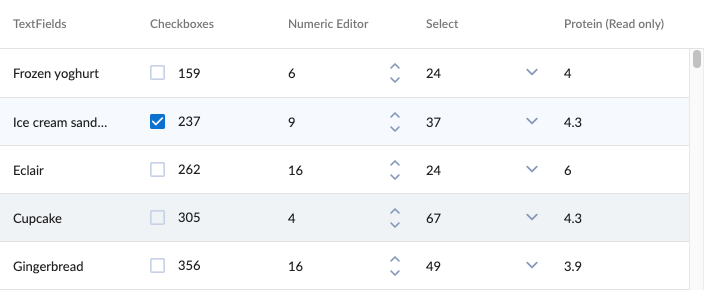 TextFields Checkboxes Numeric Editor Select Protein (Read only)
Frozen yoghurt 159 6 24 4
Ice cream sand... 237 9 37 4.3
Eclair 262 16 24 6
Cupcake 305 4 67 4.3
Gingerbread 356 16 49 3.9